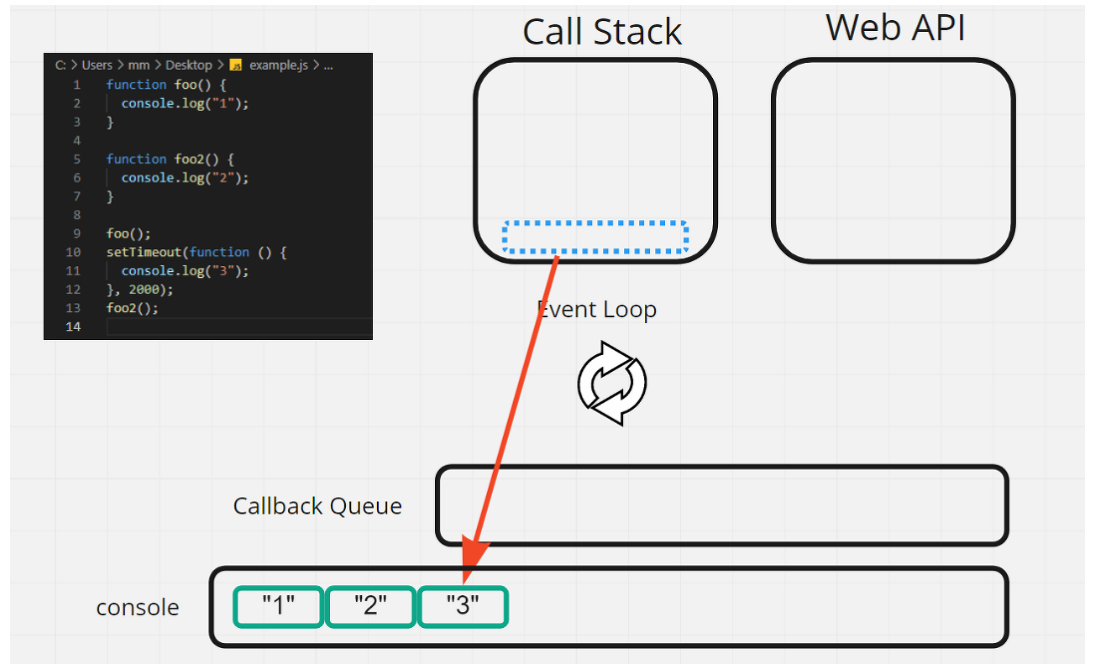 Call Stack
Web API
C: > Users > mm > Desktop > JS example.js > ...
1 function foo() {
2 console.log("1");
3 }
4
5 function foo2() {
6 console.log("2");
7 }
8
9 foo();
10 setTimeout(function () {
11 console.log("3");
12 }, 2000);
13 foo2();
14
Event Loop
Callback Queue
console
"1" "2" "3"